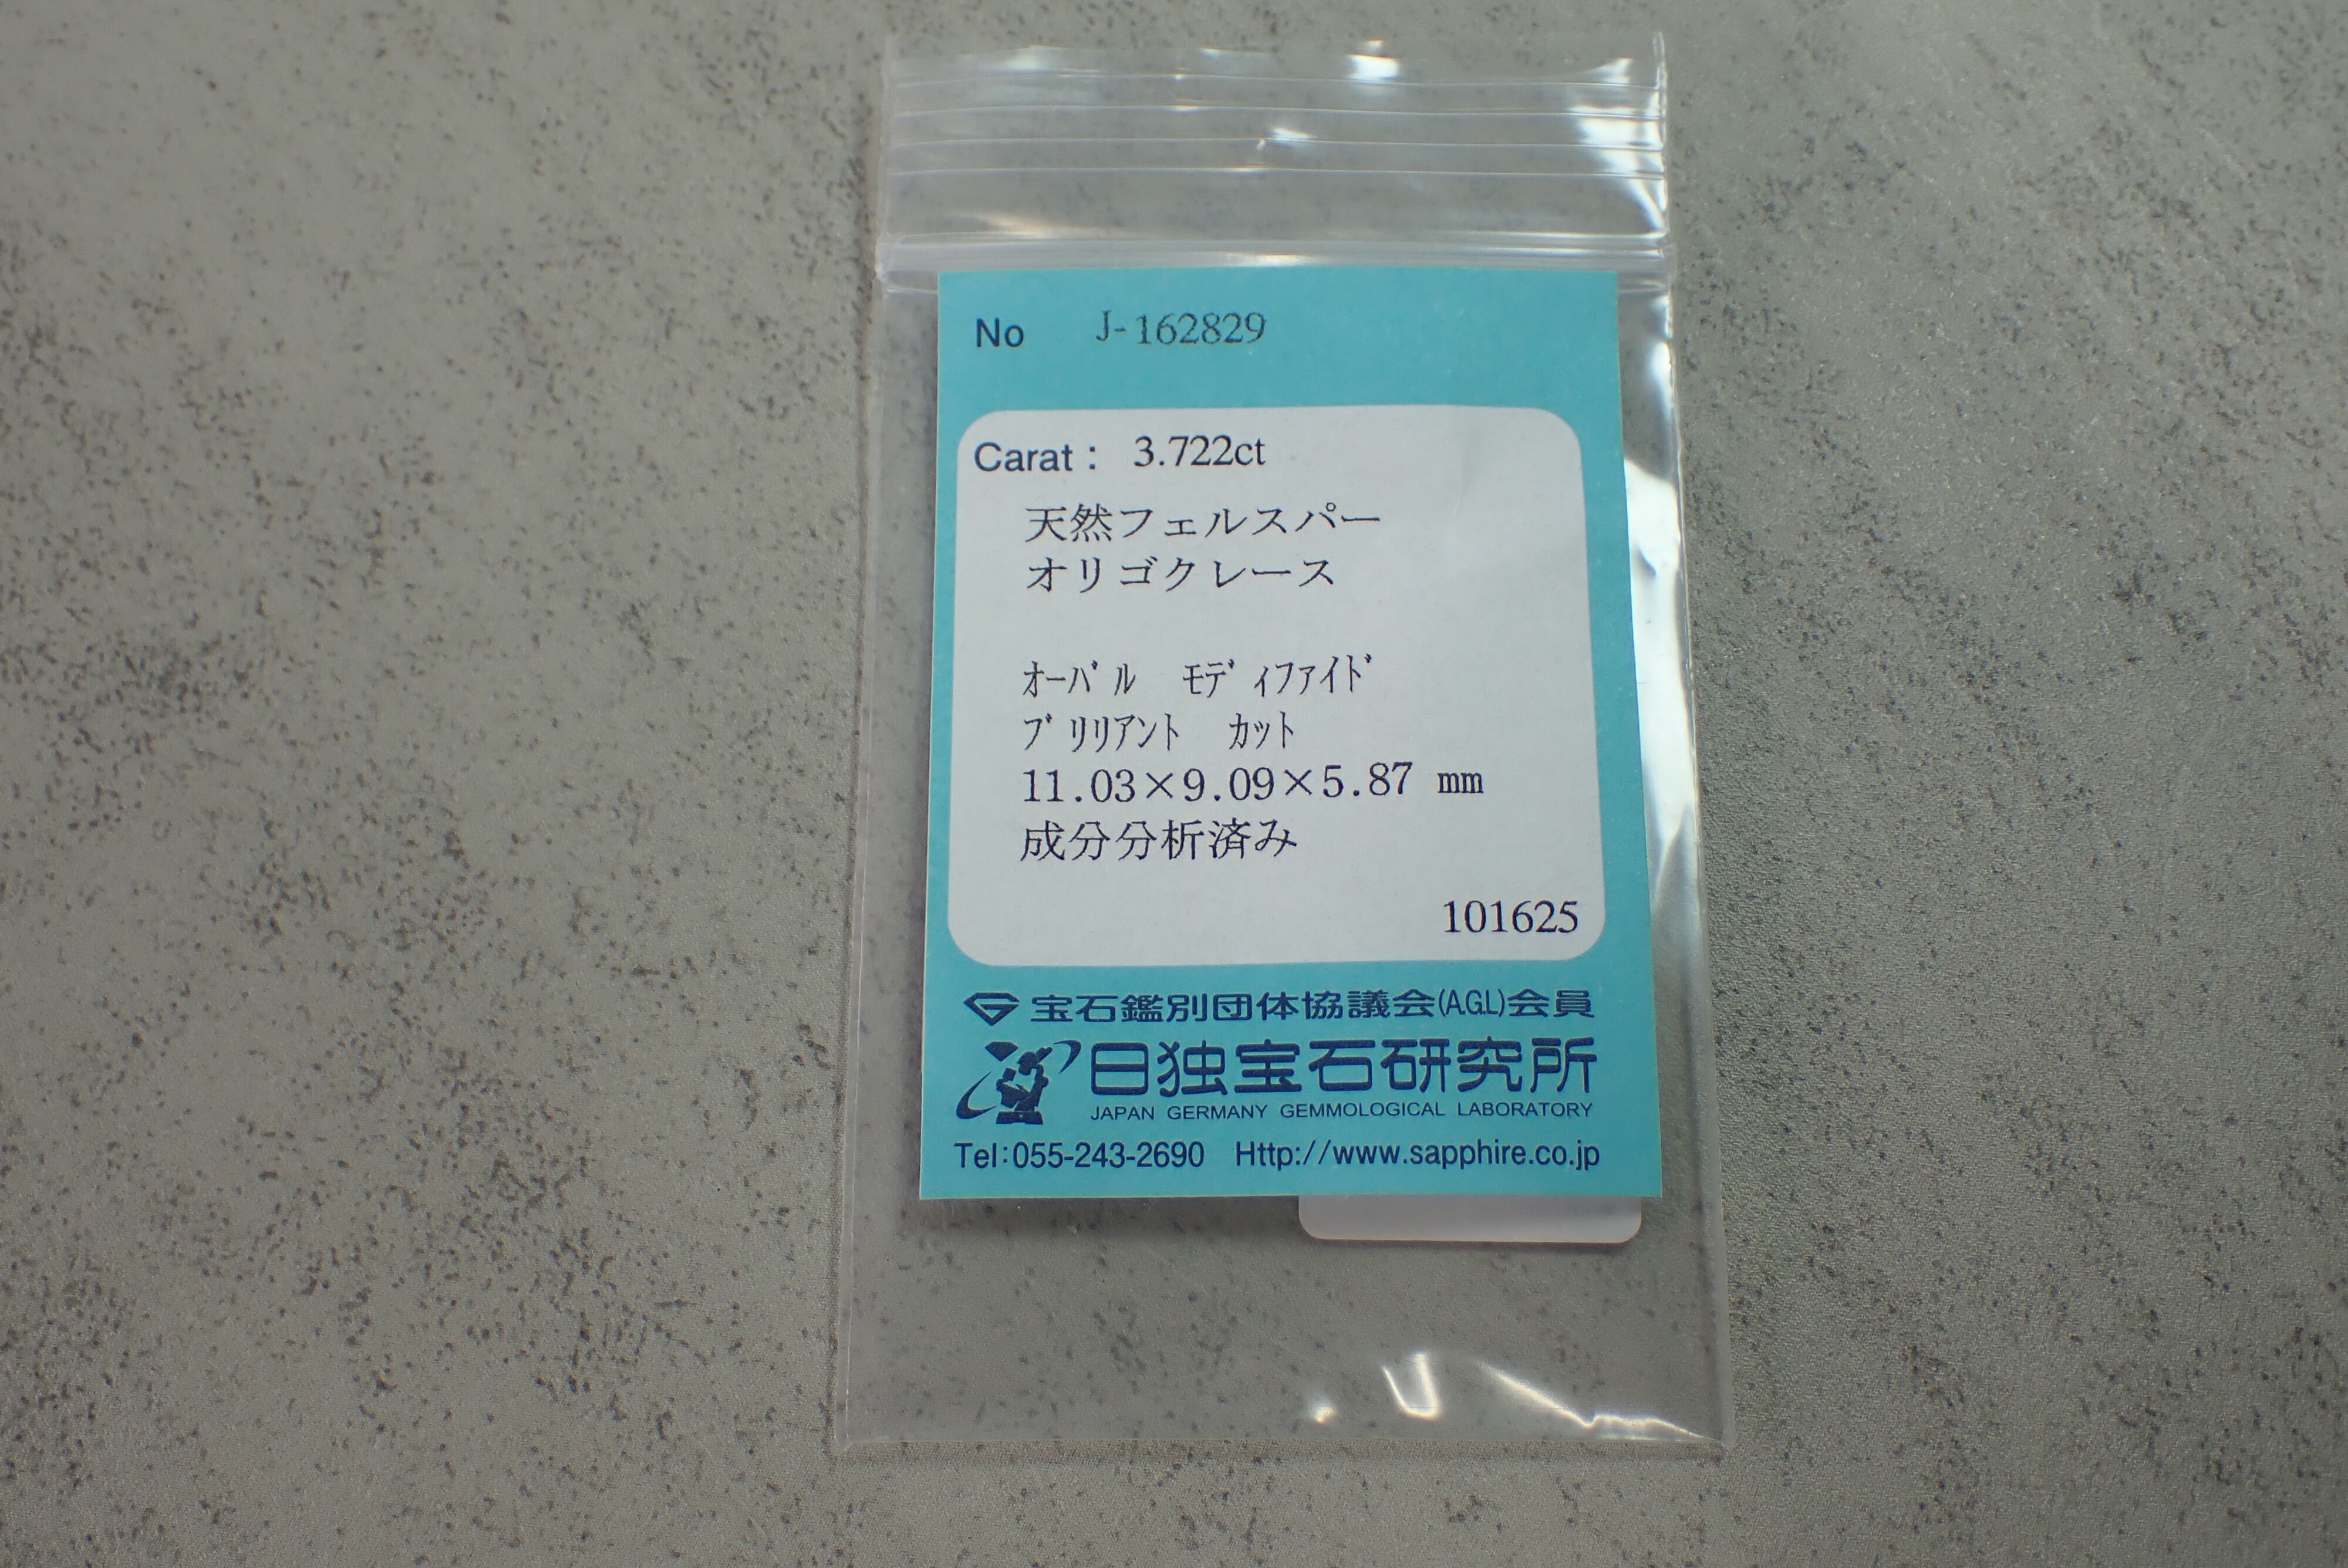 No J-162829
Carat : 3.722ct
天然フェルスパー
オリゴクレース
ｵｰﾊﾞﾙ ﾓﾃﾞｨﾌｧｲﾄﾞ
ﾌﾞﾘﾘｱﾝﾄ ｶｯﾄ
11.03×9.09×5.87 mm
成分分析済み
101625
宝石鑑別団体協議会(A.G.L)会員
日独宝石研究所
JAPAN GERMANY GEMMOLOGICAL LABORATORY
Tel:055-243-2690 Http://www.sapphire.co.jp